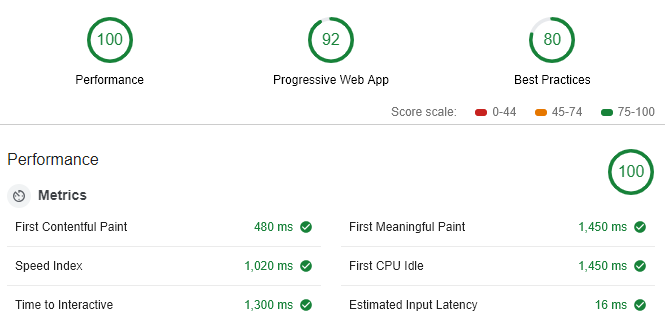 100 92 80
Performance Progressive Web App Best Practices
Score scale: 0-44 45-74 75-100
Performance 100
Metrics
First Contentful Paint 480 ms First Meaningful Paint 1,450 ms
Speed Index 1,020 ms First CPU Idle 1,450 ms
Time to Interactive 1,300 ms Estimated Input Latency 16 ms